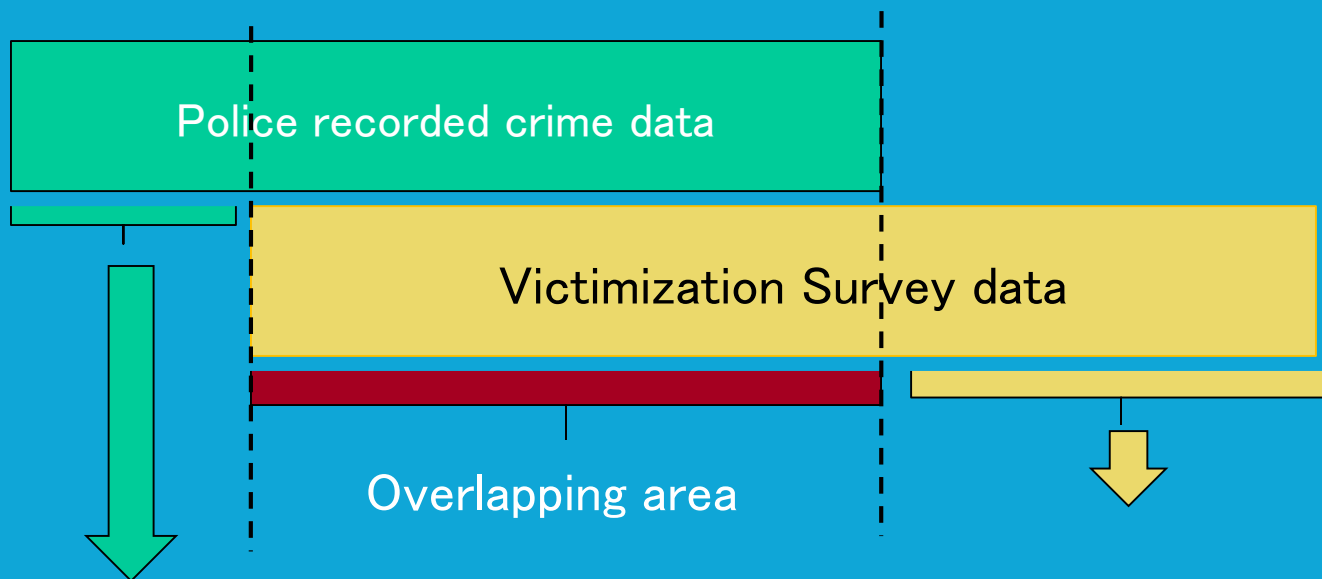 Police recorded crime data
Victimization Survey data
Overlapping area